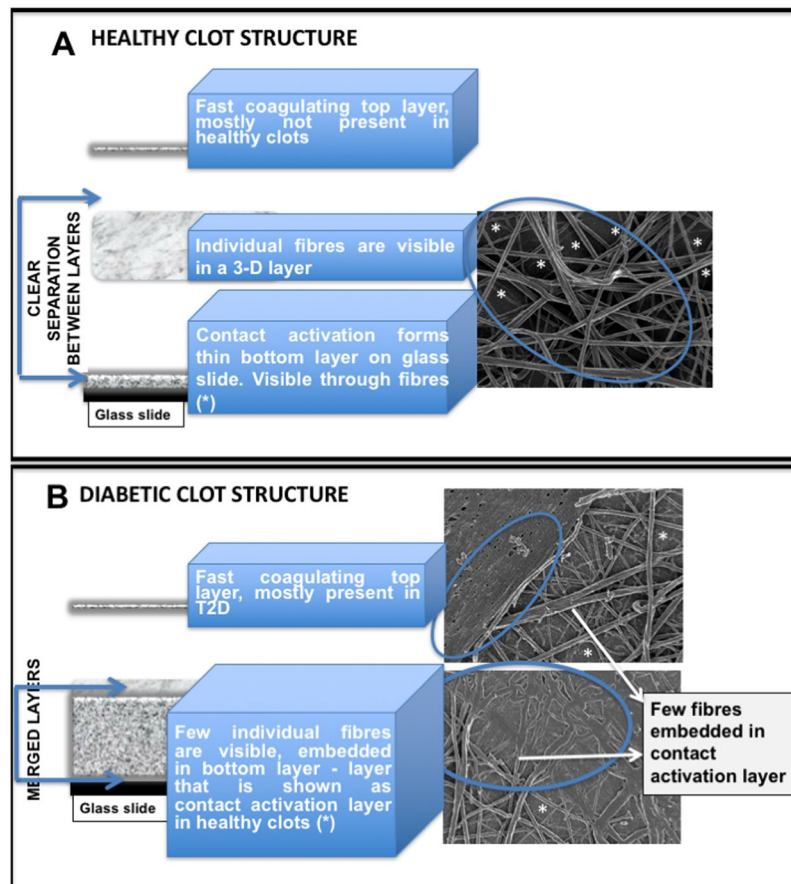 A HEALTHY CLOT STRUCTURE
Fast coagulating top layer,
mostly not present in
healthy clots
CLEAR
SEPARATION
BETWEEN LAYERS
Individual fibres are visible
in a 3-D layer
* * * * * * *
Contact activation forms
thin bottom layer on glass
slide. Visible through fibres
(*)
Glass slide
B DIABETIC CLOT STRUCTURE
Fast coagulating top
layer, mostly present in
T2D
*
*
MERGED LAYERS
Few individual fibres
are visible, embedded
in bottom layer - layer
that is shown as
contact activation layer
in healthy clots (*)
Glass slide
*
Few fibres
embedded in
contact
activation layer